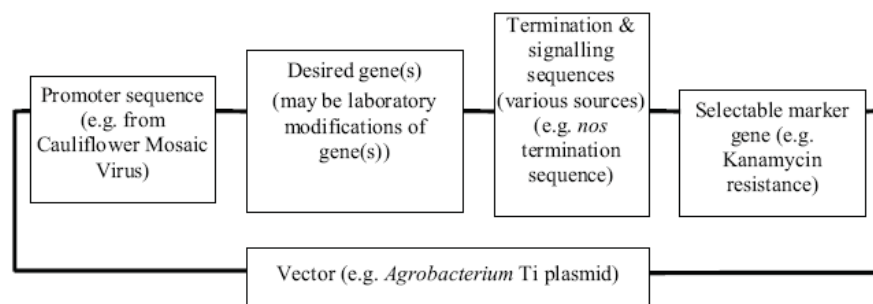 Promoter sequence
(e.g. from
Cauliflower Mosaic
Virus)
Desired gene(s)
(may be laboratory
modifications of
gene(s))
Termination &
signalling
sequences
(various sources)
(e.g. nos
termination
sequence)
Selectable marker
gene (e.g.
Kanamycin
resistance)
Vector (e.g. Agrobacterium Ti plasmid)